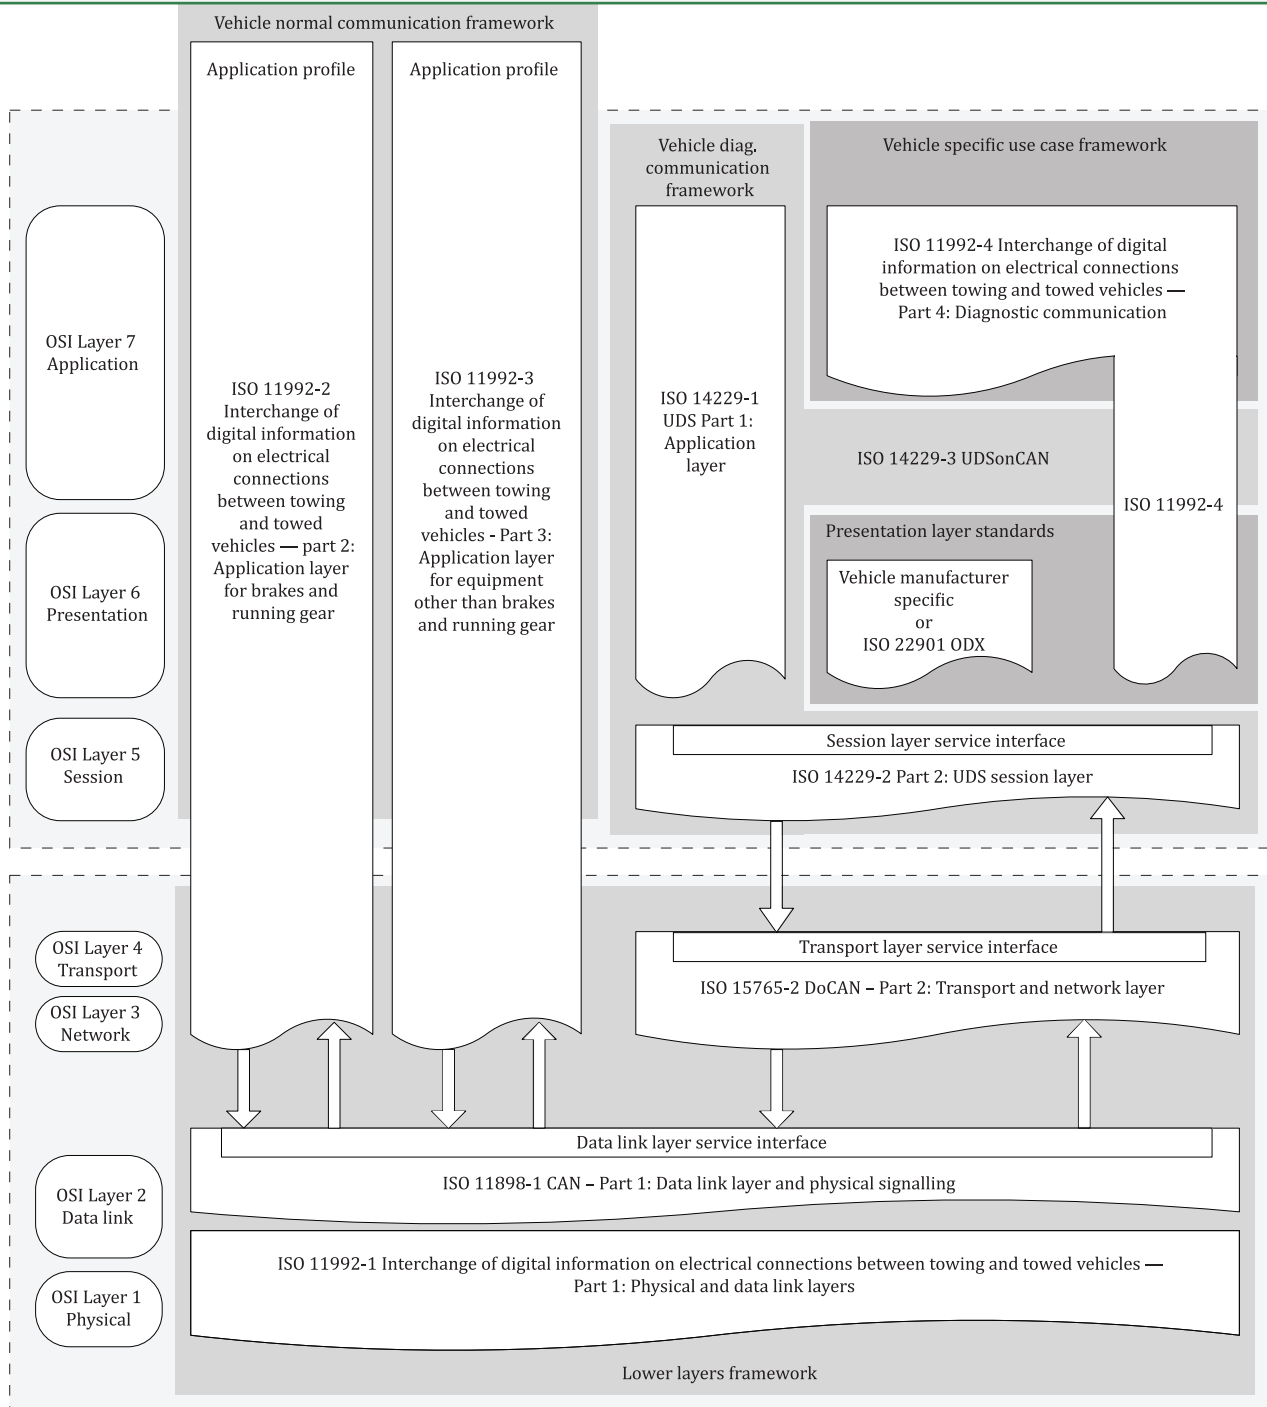 Vehicle normal communication framework
Application profile
Application profile
Vehicle diag.
communication
framework
Vehicle specific use case framework
OSI Layer 7
Application
OSI Layer 6
Presentation
OSI Layer 5
Session
ISO 11992-2
Interchange of
digital information
on electrical
connections
between towing
and towed
vehicles — part 2:
Application layer
for brakes and
running gear
ISO 11992-3
Interchange of
digital information
on electrical
connections
between towing
and towed
vehicles - Part 3:
Application layer
for equipment
other than brakes
and running gear
ISO 14229-1
UDS Part 1:
Application
layer
ISO 11992-4 Interchange of digital
information on electrical connections
between towing and towed vehicles —
Part 4: Diagnostic communication
ISO 14229-3 UDSonCAN
ISO 11992-4
Presentation layer standards
Vehicle manufacturer
specific
or
ISO 22901 ODX
Session layer service interface
ISO 14229-2 Part 2: UDS session layer
OSI Layer 4
Transport
OSI Layer 3
Network
Transport layer service interface
ISO 15765-2 DoCAN – Part 2: Transport and network layer
Data link layer service interface
ISO 11898-1 CAN – Part 1: Data link layer and physical signalling
OSI Layer 2
Data link
ISO 11992-1 Interchange of digital information on electrical connections between towing and towed vehicles —
Part 1: Physical and data link layers
OSI Layer 1
Physical
Lower layers framework